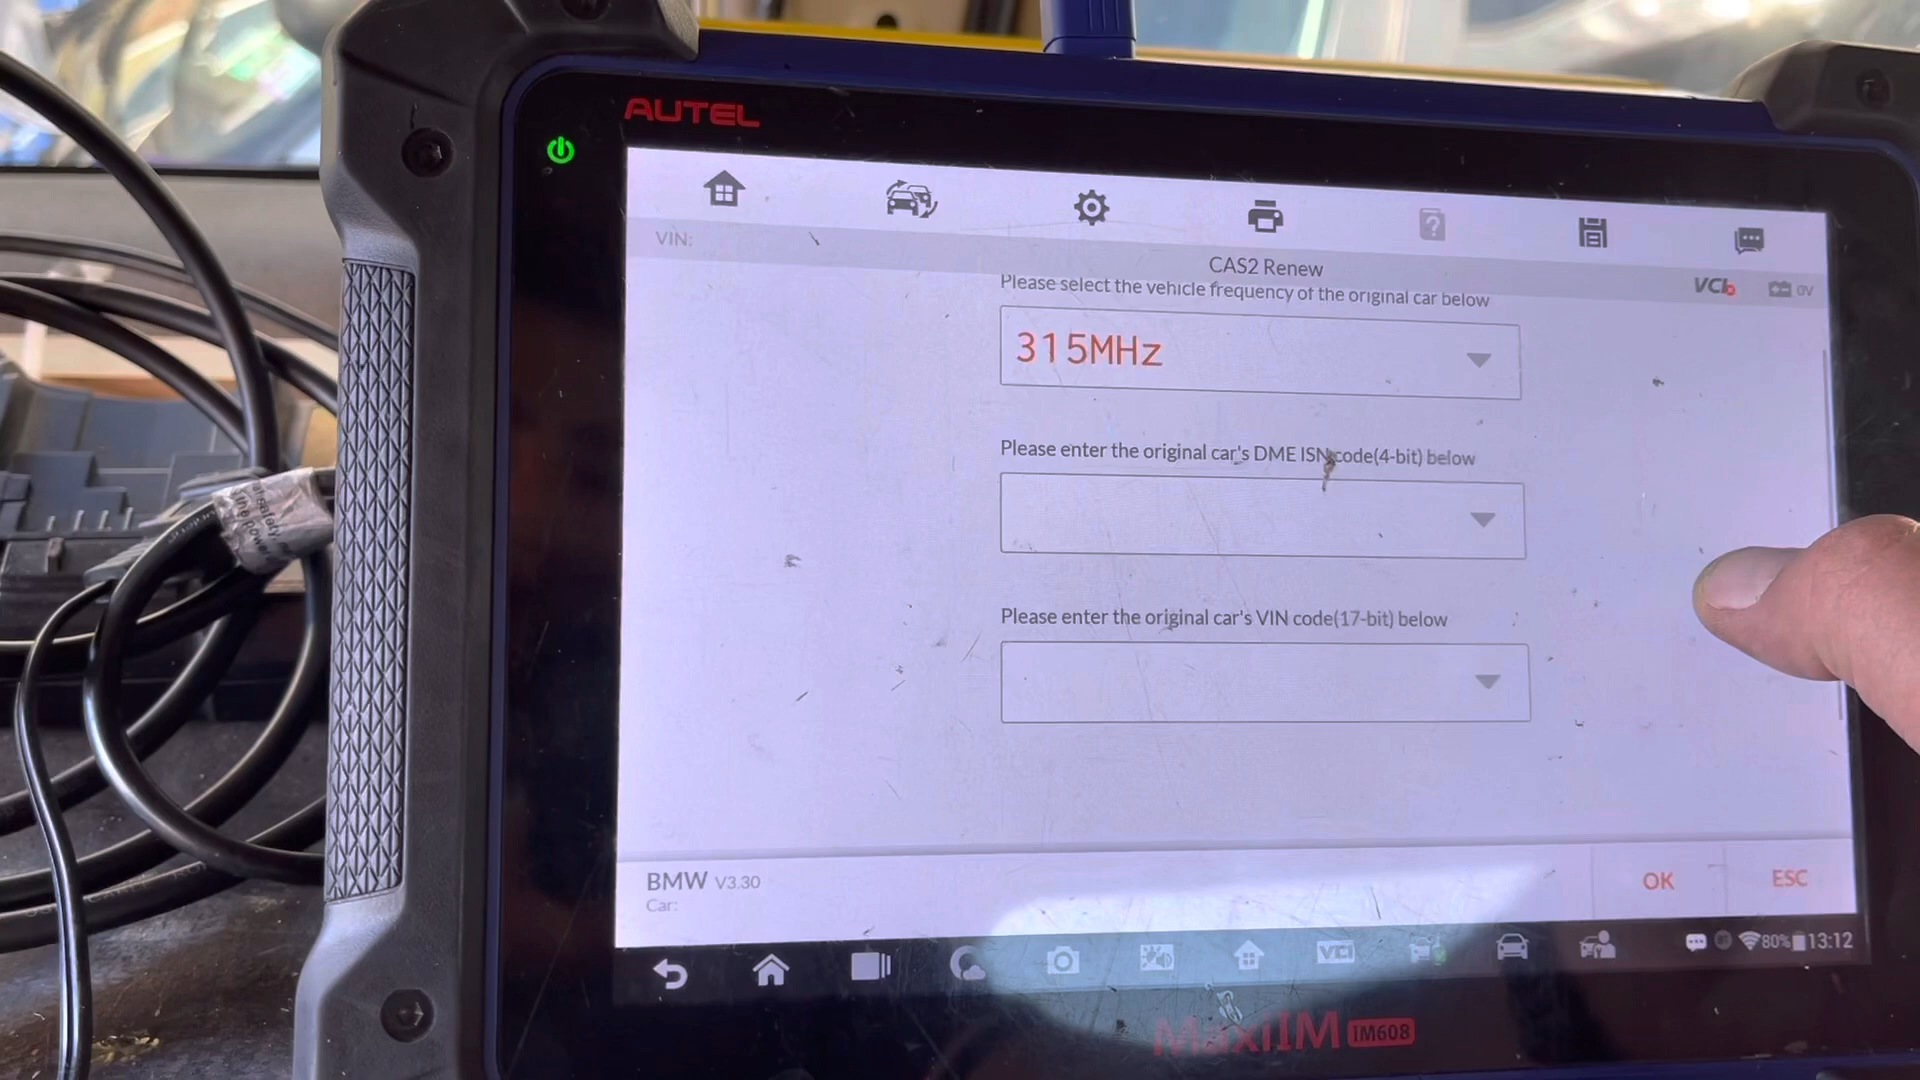 AUTEL
VIN:
CAS2 Renew
VCI
0V
Please select the vehicle frequency of the original car below
315MHz
Please enter the original car's DME ISN code(4-bit) below
Please enter the original car's VIN code(17-bit) below
BMW V3.30
Car:
OK
ESC
VCI
80%
13:12
MaxiIM IM608